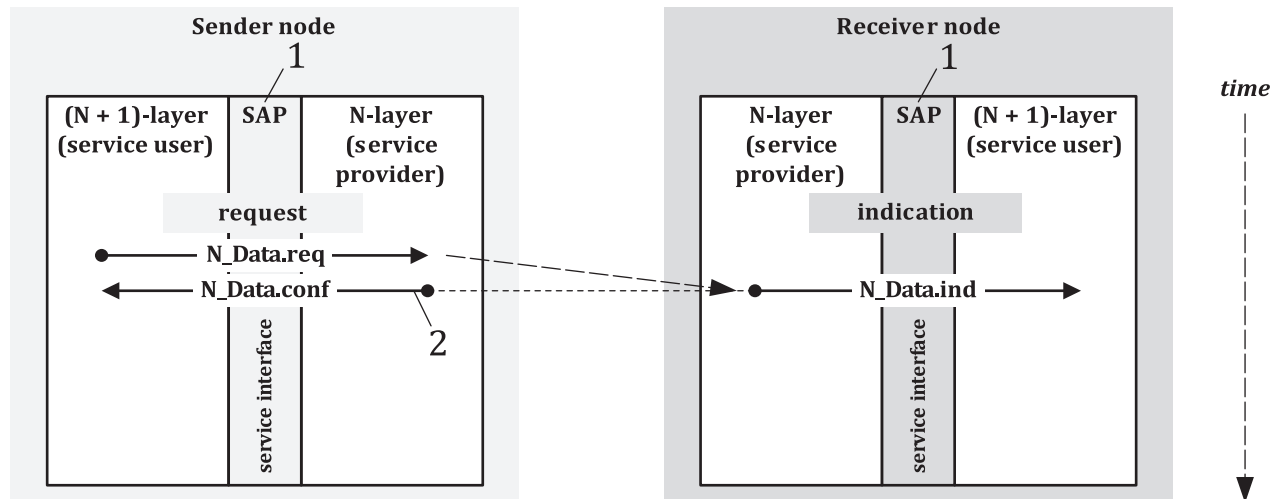 Sender node
1
(N + 1)-layer
(service user)
SAP
N-layer
(service
provider)
request
N_Data.req
N_Data.conf
2
service interface
Receiver node
1
N-layer
(service
provider)
SAP
(N + 1)-layer
(service user)
indication
N_Data.ind
service interface
time